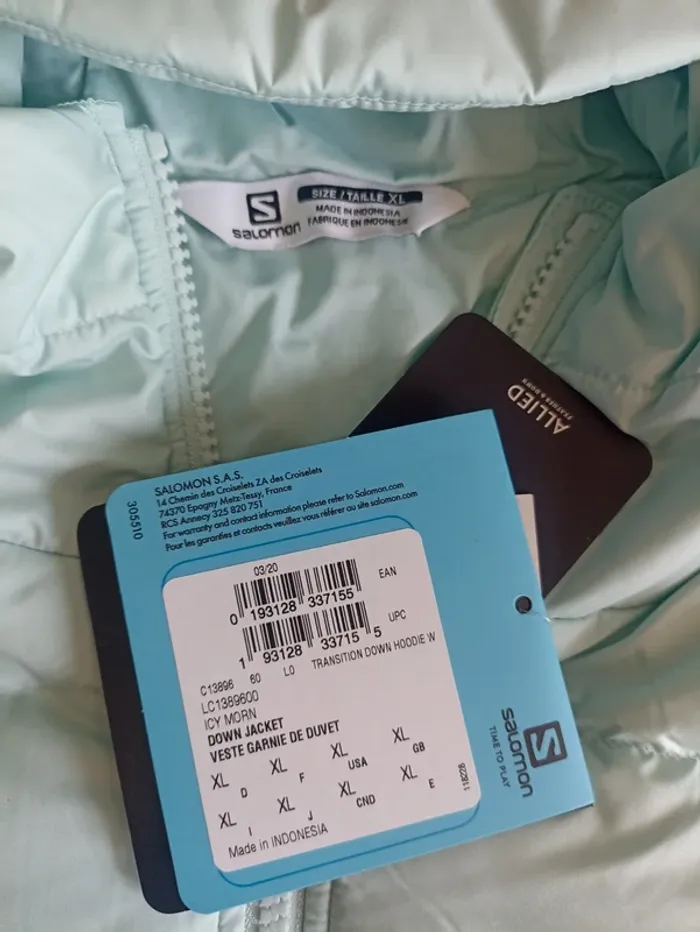 SIZE / TAILLE XL
MADE IN INDONESIA
FABRIQUE EN INDONESIE
salomon
ALLIED
FEATHER & DOWN
305510
SALOMON S.A.S.
14 Chemin des Croiselets ZA des Croiselets
74370 Epagny Metz-Tessy, France
RCS Annecy 325 820 751
For warranty and contact information please refer to Salomon.com
Pour les garanties et contacts veuillez vous référer au site salomon.com
03/20
EAN
0 193128 337155
UPC
1 93128 33715 5
C13896 60 L0 TRANSITION DOWN HOODIE W
LC1389600
ICY MORN
DOWN JACKET
VESTE GARNIE DE DUVET
XL D XL F XL USA XL GB
XL I XL J XL CND XL E
118228
Made in INDONESIA
salomon
TIME TO PLAY